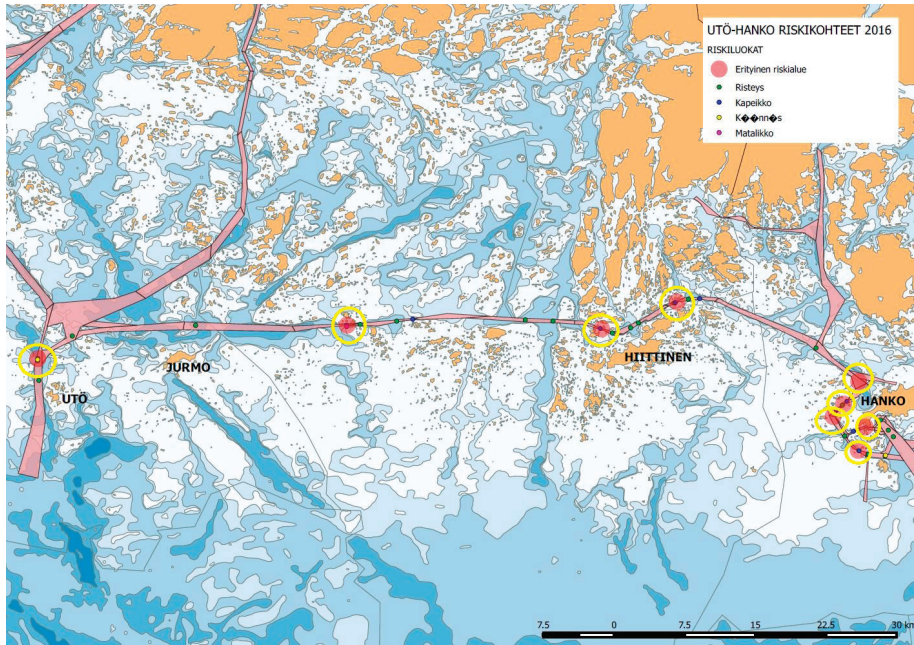 UTÖ-HANKO RISKIKOHTEET 2016
RISKILUOKAT
Erityinen riskialue
Risteys
Kapeikko
K��nn�s
Matalikko
HIITTINEN
JURMO
UTÖ
HANKO
7.5 0 7.5 15 22.5 30 km